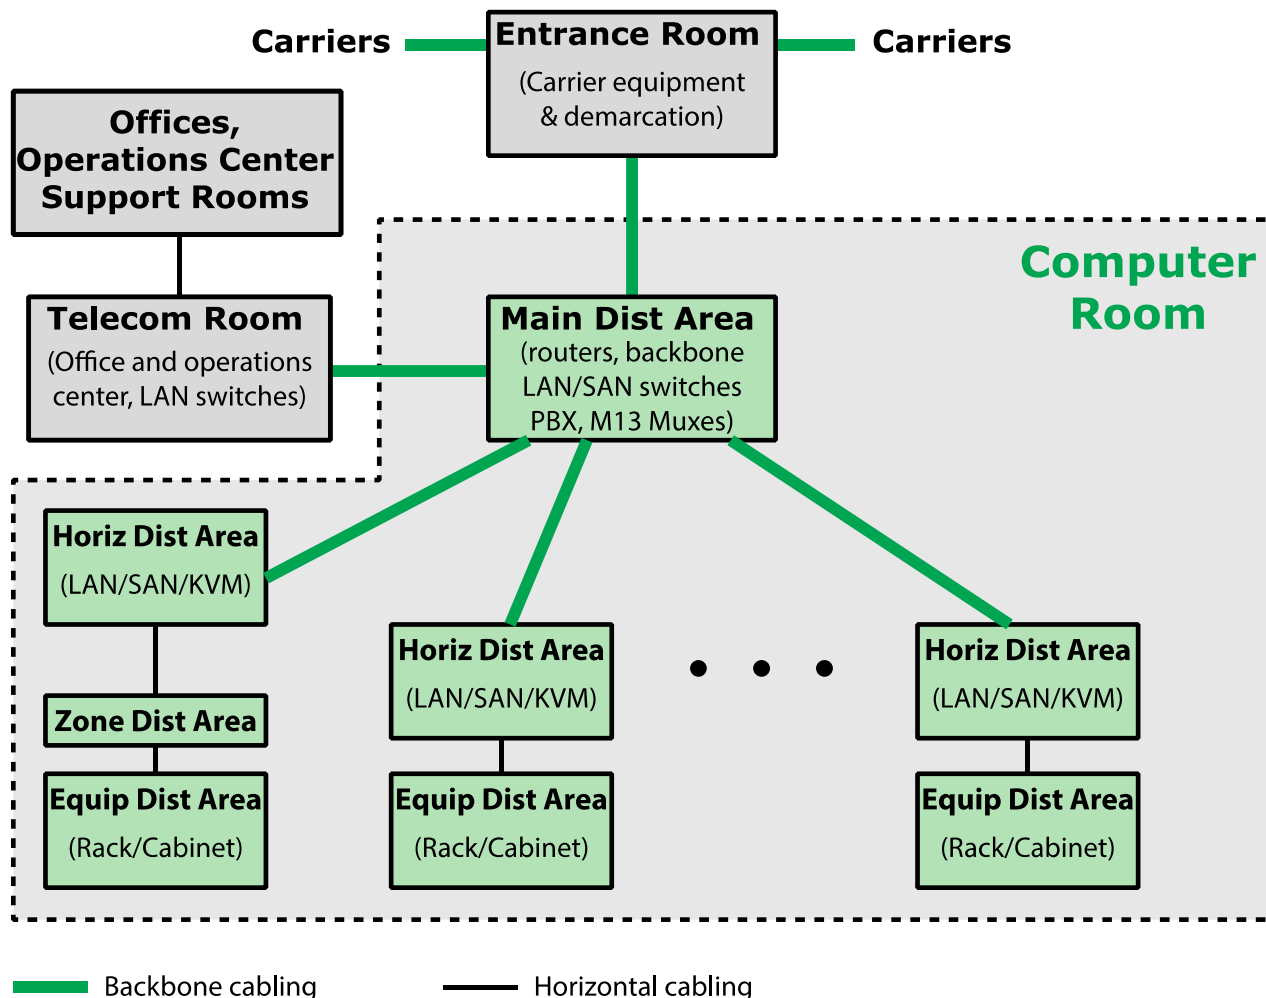 Carriers
Entrance Room
Carriers
(Carrier equipment
& demarcation)
Offices,
Operations Center
Support Rooms
Computer
Room
Telecom Room
(Office and operations
center, LAN switches)
Main Dist Area
(routers, backbone
LAN/SAN switches
PBX, M13 Muxes)
Horiz Dist Area
(LAN/SAN/KVM)
Zone Dist Area
Equip Dist Area
(Rack/Cabinet)
Horiz Dist Area
(LAN/SAN/KVM)
Equip Dist Area
(Rack/Cabinet)
Horiz Dist Area
(LAN/SAN/KVM)
Equip Dist Area
(Rack/Cabinet)
Backbone cabling
Horizontal cabling